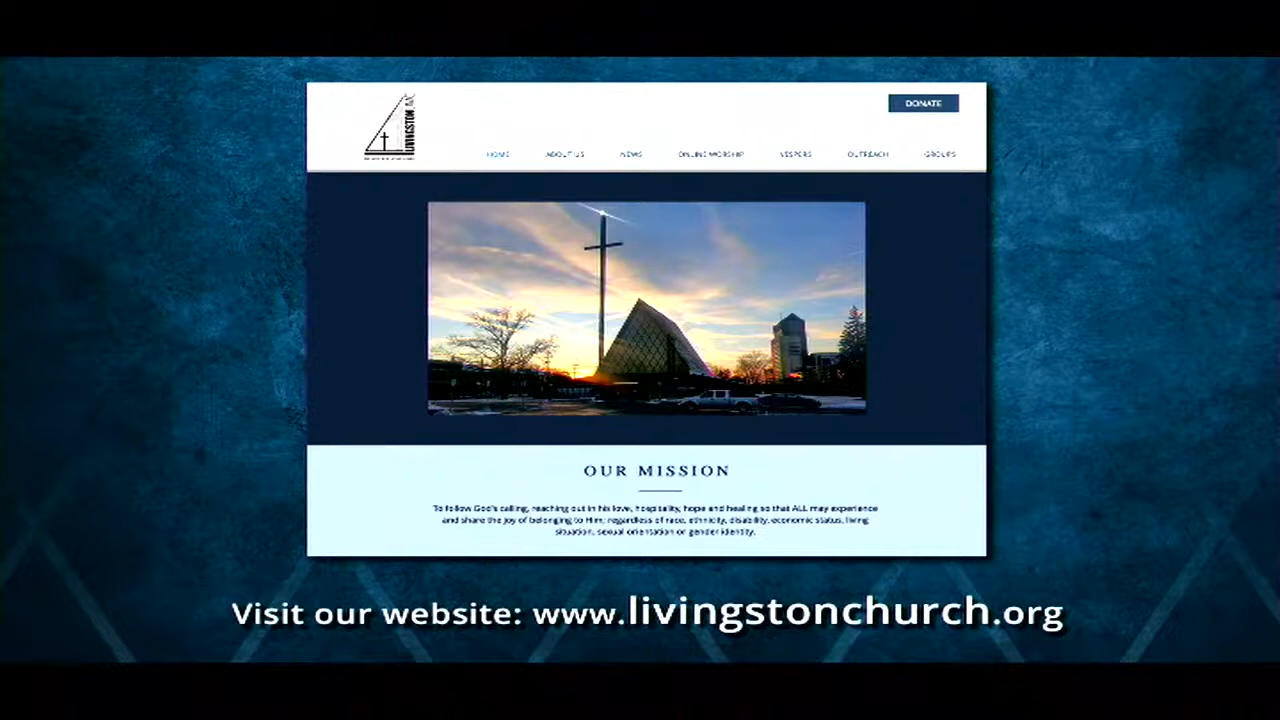 LIVINGSTON
DONATE
HOME ABOUT US NEWS ONLINE WORSHIP VESPERS OUTREACH GROUPS
OUR MISSION
To follow God's calling, reaching out in his love, hospitality, hope and healing so that ALL may experience
and share the joy of belonging to Him; regardless of race, ethnicity, disability, economic status, living
situation, sexual orientation or gender identity.
Visit our website: www.livingstonchurch.org